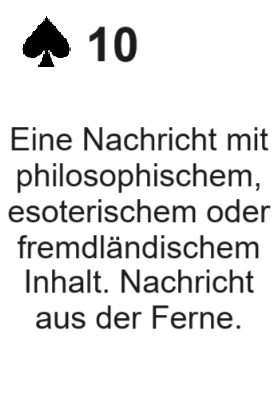 ♠ 10
Eine Nachricht mit
philosophischem,
esoterischem oder
fremdländischem
Inhalt. Nachricht
aus der Ferne.